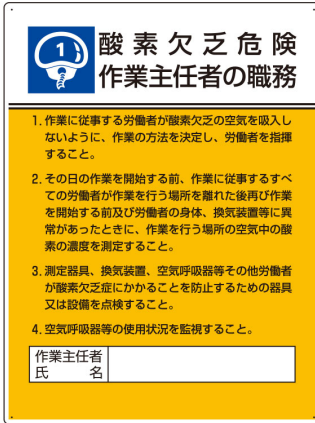 1
酸素欠乏危険
作業主任者の職務
1. 作業に従事する労働者が酸素欠乏の空気を吸入し
ないように、作業の方法を決定し、労働者を指揮
すること。
2. その日の作業を開始する前、作業に従事するすべ
ての労働者が作業を行う場所を離れた後再び作業
を開始する前及び労働者の身体、換気装置等に異
常があったときに、作業を行う場所の空気中の酸
素の濃度を測定すること。
3. 測定器具、換気装置、空気呼吸器等その他労働者
が酸素欠乏症にかかることを防止するための器具
又は設備を点検すること。
4. 空気呼吸器等の使用状況を監視すること。
作業主任者
氏名